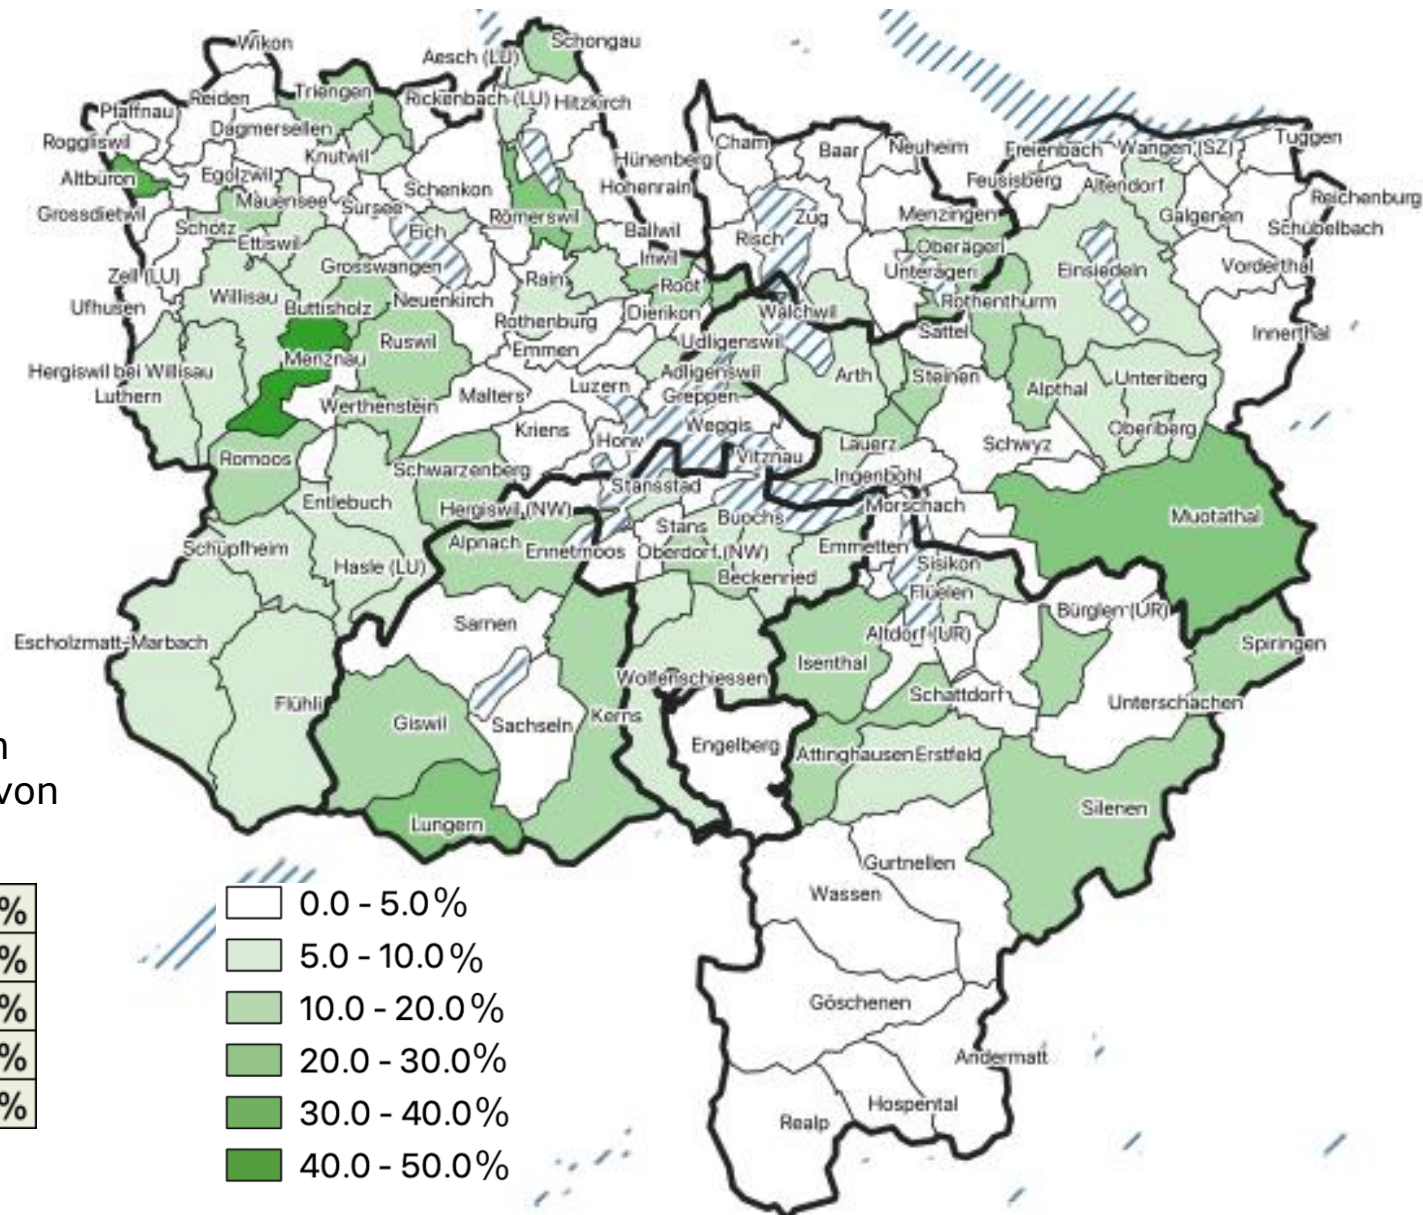 Wikon
Schongau
Aesch (LU)
Triengen
Reiden
Rickenbach (LU)
Hitzkirch
Pfaffnau
Dagmersellen
Roggliswil
Knutwil
Hünenberg
Cham
Baar
Neuheim
Freienbach
Wangen (SZ)
Tuggen
Altbüron
Egolzwil
Mauensee
Sursee
Schenkon
Hohenrain
Feusisberg
Altendorf
Reichenburg
Grossdietwil
Schötz
Ettiswil
Eich
Römerswil
Ballwil
Zug
Risch
Menzingen
Galgenen
Schübelbach
Zell (LU)
Grosswangen
Inwil
Oberägeri
Unterägeri
Einsiedeln
Vorderthal
Ufhusen
Willisau
Buttisholz
Neuenkirch
Rain
Root
Rothenburg
Dierikon
Walchwil
Rothenthurm
Sattel
Innerthal
Ruswil
Emmen
Udligenswil
Menznau
Hergiswil bei Willisau
Luthern
Werthenstein
Malters
Luzern
Adligenswil
Greppen
Arth
Steinen
Alpthal
Unteriberg
Kriens
Horw
Weggis
Lauerz
Schwyz
Oberiberg
Romoos
Schwarzenberg
Vitznau
Ingenbohl
Entlebuch
Hergiswil (NW)
Stansstad
Buochs
Morschach
Muotathal
Schüpfheim
Hasle (LU)
Alpnach
Ennetmoos
Stans
Oberdorf (NW)
Beckenried
Emmetten
Sisikon
Flüelen
Escholzmatt-Marbach
Sarnen
Altdorf (UR)
Bürglen (UR)
Spiringen
Isenthal
Wolfenschiessen
Schattdorf
Unterschächen
Flühli
Giswil
Sachseln
Kerns
Engelberg
Attinghausen
Erstfeld
n
von
Lungern
Silenen
Gurtnellen
Wassen
Göschenen
Andermatt
Realp
Hospental
%
%
%
%
%
0.0 - 5.0%
5.0 - 10.0%
10.0 - 20.0%
20.0 - 30.0%
30.0 - 40.0%
40.0 - 50.0%